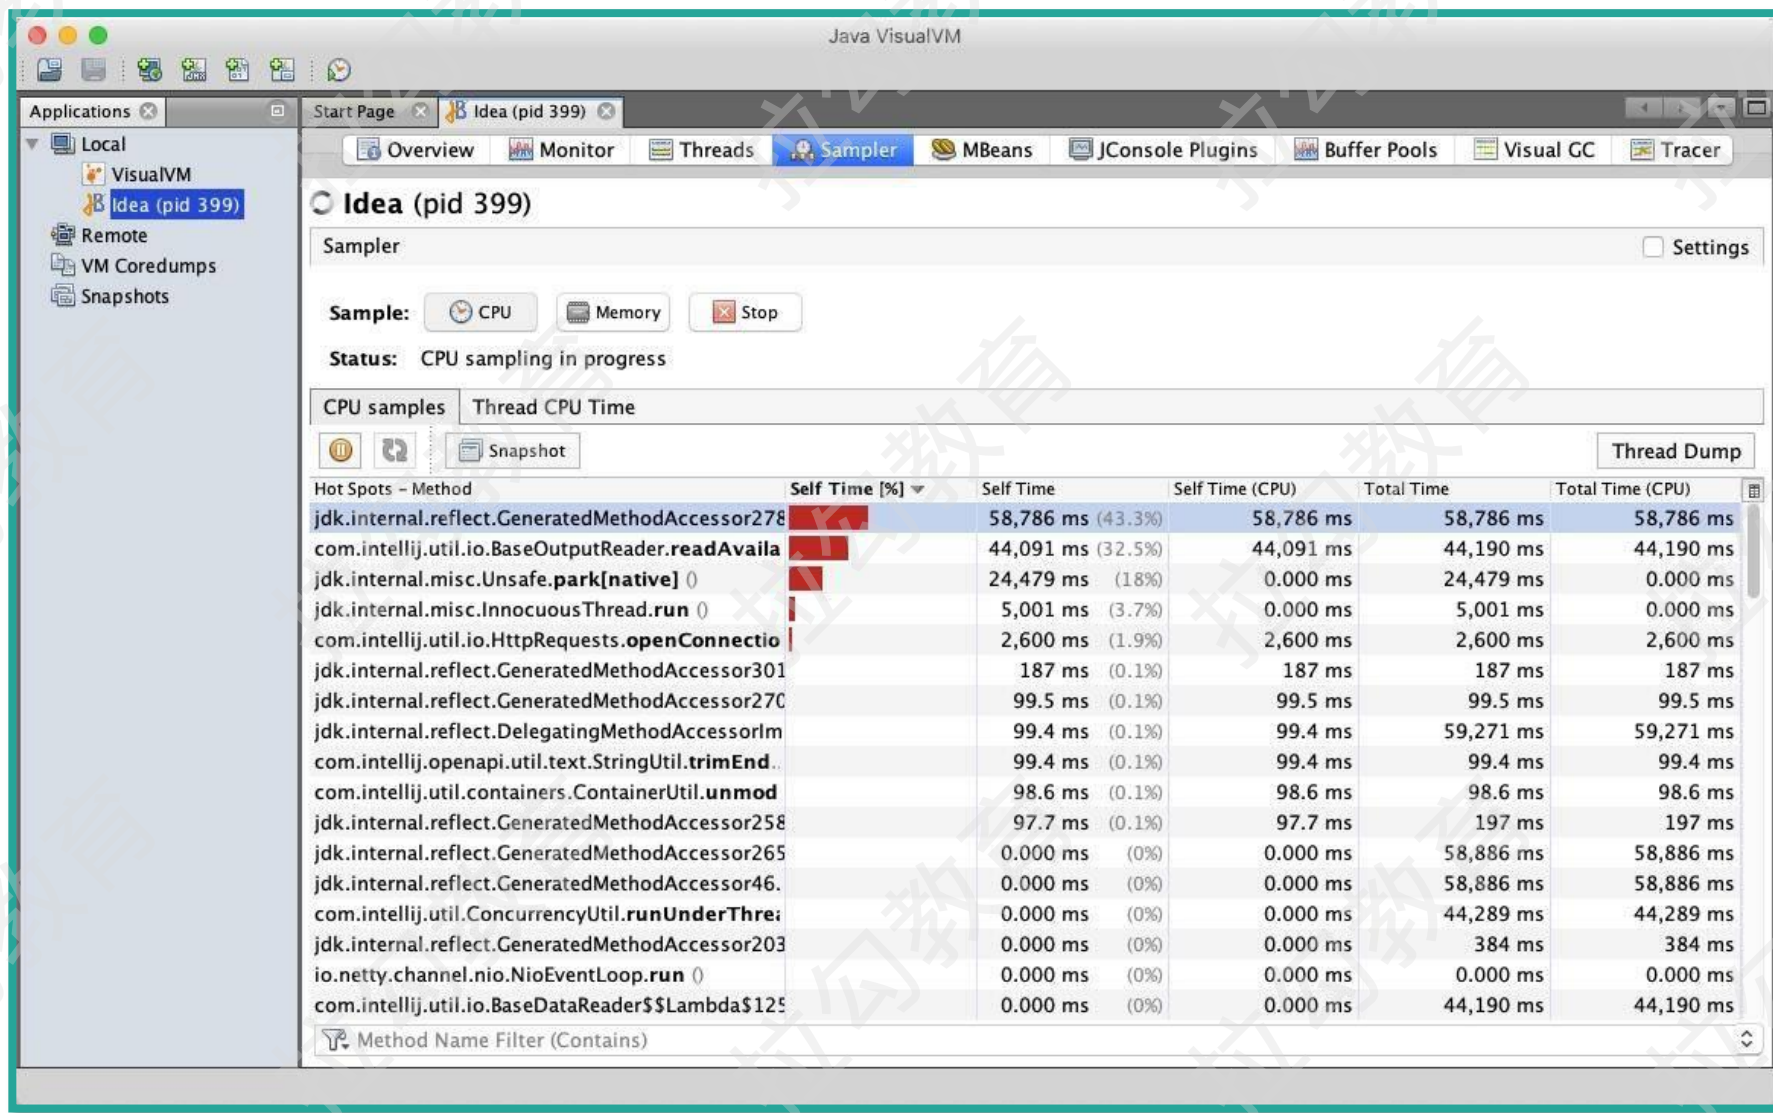 Java VisualVM
Applications
Start Page
Idea (pid 399)
Local
VisualVM
Idea (pid 399)
Remote
VM Coredumps
Snapshots
Overview Monitor Threads Sampler MBeans JConsole Plugins Buffer Pools Visual GC Tracer
Idea (pid 399)
Sampler Settings
Sample: CPU Memory Stop
Status: CPU sampling in progress
CPU samples Thread CPU Time
Snapshot Thread Dump
Hot Spots – Method Self Time [%] Self Time Self Time (CPU) Total Time Total Time (CPU)
jdk.internal.reflect.GeneratedMethodAccessor278 58,786 ms (43.3%) 58,786 ms 58,786 ms 58,786 ms
com.intellij.util.io.BaseOutputReader.readAvaila 44,091 ms (32.5%) 44,091 ms 44,190 ms 44,190 ms
jdk.internal.misc.Unsafe.park[native] () 24,479 ms (18%) 0.000 ms 24,479 ms 0.000 ms
jdk.internal.misc.InnocuousThread.run () 5,001 ms (3.7%) 0.000 ms 5,001 ms 0.000 ms
com.intellij.util.io.HttpRequests.openConnectio 2,600 ms (1.9%) 2,600 ms 2,600 ms 2,600 ms
jdk.internal.reflect.GeneratedMethodAccessor301 187 ms (0.1%) 187 ms 187 ms 187 ms
jdk.internal.reflect.GeneratedMethodAccessor270 99.5 ms (0.1%) 99.5 ms 99.5 ms 99.5 ms
jdk.internal.reflect.DelegatingMethodAccessorIm 99.4 ms (0.1%) 99.4 ms 59,271 ms 59,271 ms
com.intellij.openapi.util.text.StringUtil.trimEnd.. 99.4 ms (0.1%) 99.4 ms 99.4 ms 99.4 ms
com.intellij.util.containers.ContainerUtil.unmod 98.6 ms (0.1%) 98.6 ms 98.6 ms 98.6 ms
jdk.internal.reflect.GeneratedMethodAccessor258 97.7 ms (0.1%) 97.7 ms 197 ms 197 ms
jdk.internal.reflect.GeneratedMethodAccessor265 0.000 ms (0%) 0.000 ms 58,886 ms 58,886 ms
jdk.internal.reflect.GeneratedMethodAccessor46. 0.000 ms (0%) 0.000 ms 58,886 ms 58,886 ms
com.intellij.util.ConcurrencyUtil.runUnderThrea 0.000 ms (0%) 0.000 ms 44,289 ms 44,289 ms
jdk.internal.reflect.GeneratedMethodAccessor203 0.000 ms (0%) 0.000 ms 384 ms 384 ms
io.netty.channel.nio.NioEventLoop.run () 0.000 ms (0%) 0.000 ms 0.000 ms 0.000 ms
com.intellij.util.io.BaseDataReader$$Lambda$125 0.000 ms (0%) 0.000 ms 44,190 ms 44,190 ms
Method Name Filter (Contains)
拉勾教育